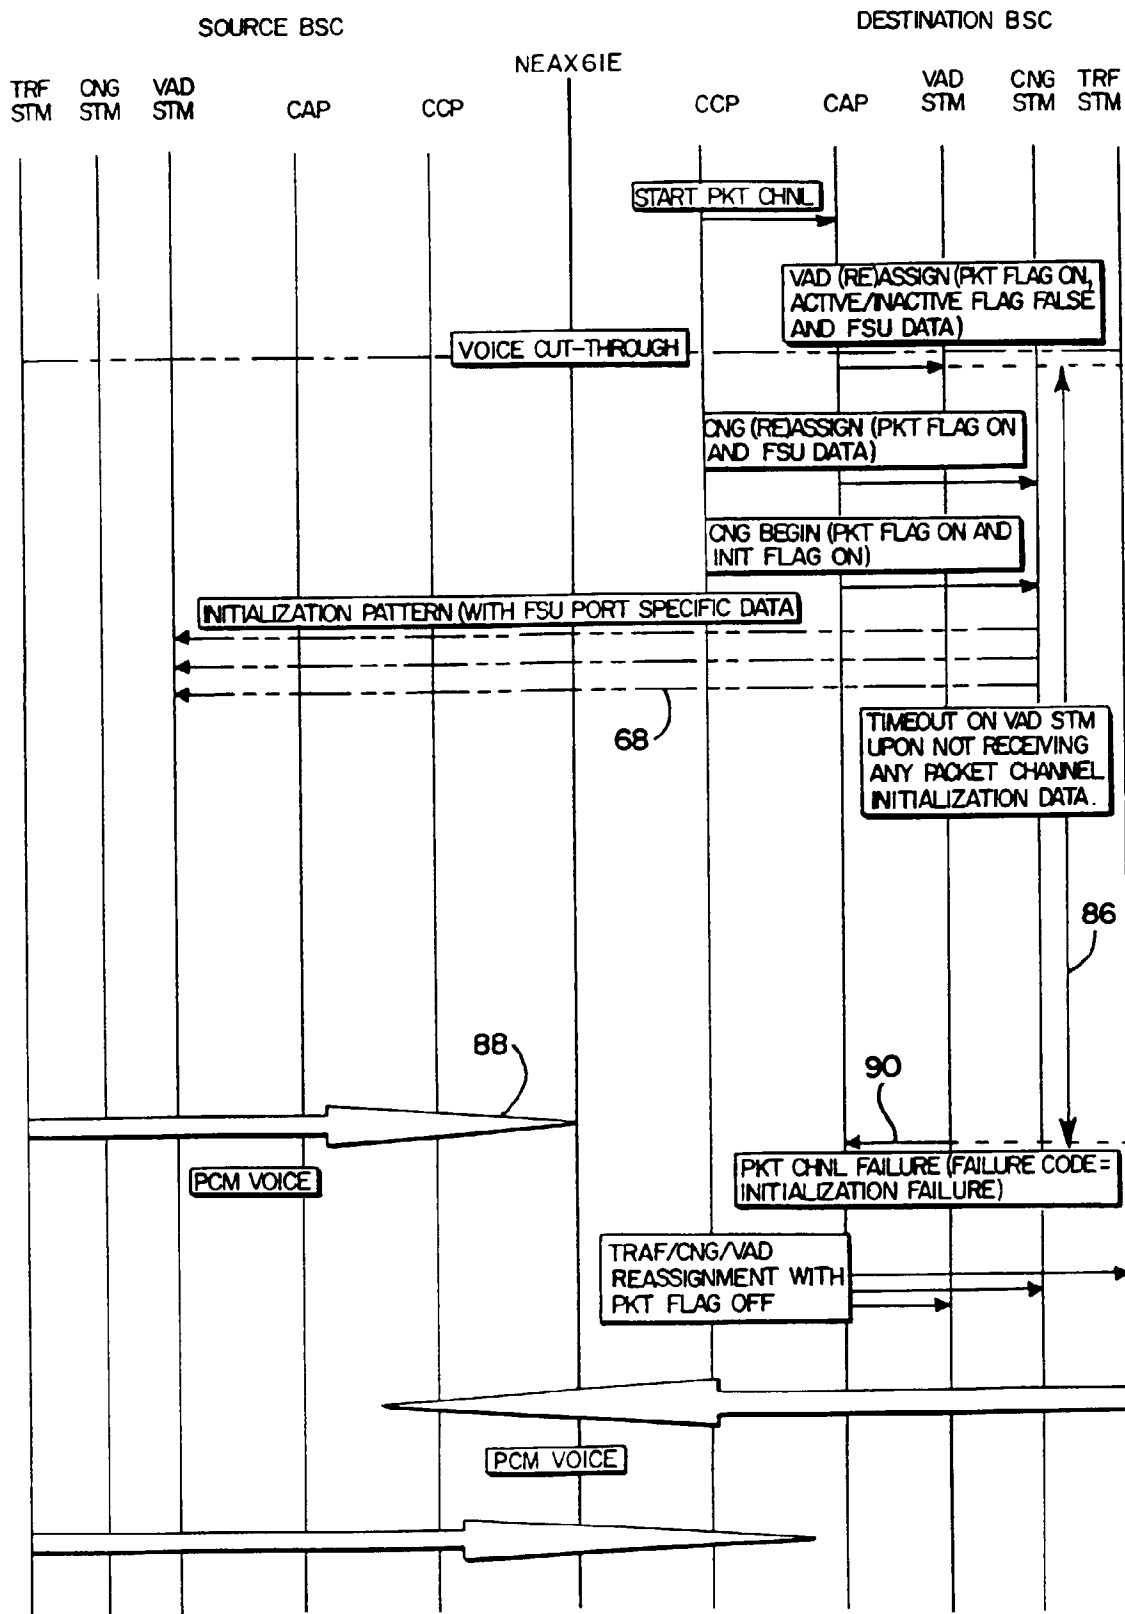 SOURCE BSC
DESTINATION BSC
NEAX61E
TRF
STM
CNG
STM
VAD
STM
CAP
CCP
CCP
CAP
VAD
STM
CNG
STM
TRF
STM
START PKT CHNL
VAD (RE)ASSIGN (PKT FLAG ON,
ACTIVE/INACTIVE FLAG FALSE
AND FSU DATA)
VOICE CUT-THROUGH
CNG (RE)ASSIGN (PKT FLAG ON
AND FSU DATA)
CNG BEGIN (PKT FLAG ON AND
INIT FLAG ON)
INITIALIZATION PATTERN (WITH FSU PORT SPECIFIC DATA
68
TIMEOUT ON VAD STM
UPON NOT RECEIVING
ANY PACKET CHANNEL
INITIALIZATION DATA.
86
88
90
PCM VOICE
PKT CHNL FAILURE (FAILURE CODE =
INITIALIZATION FAILURE)
TRAF/CNG/VAD
REASSIGNMENT WITH
PKT FLAG OFF
PCM VOICE